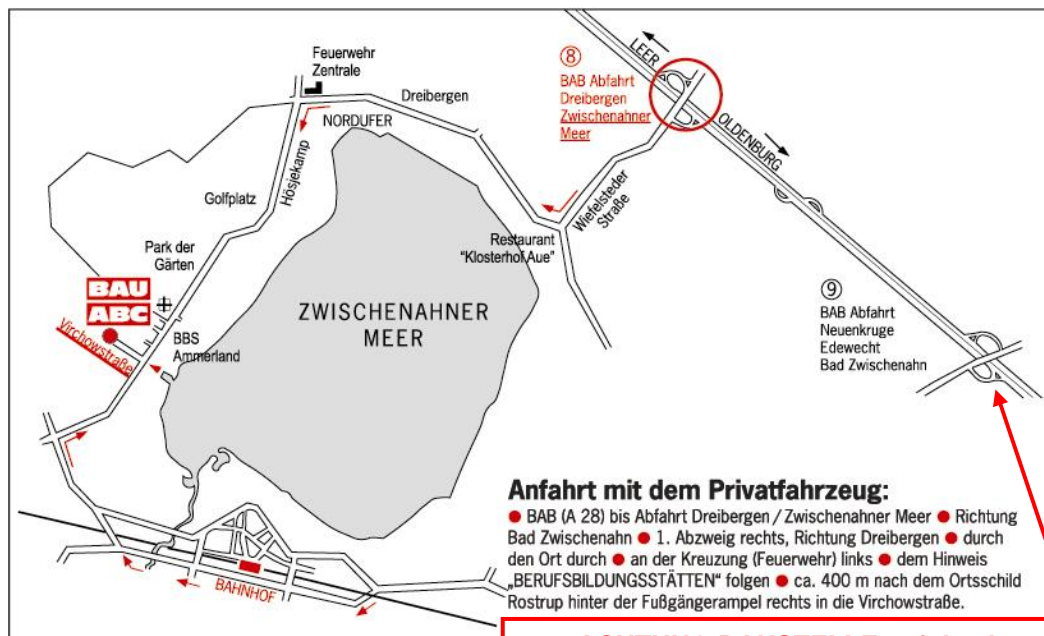 Feuerwehr
Zentrale
Dreibergen
NORDUFER
Hösjekamp
Golfplatz
Park der
Gärten
BAU
ABC
Virchowstraße
BBS
Ammerland
ZWISCHENAHNER
MEER
8
BAB Abfahrt
Dreibergen
Zwischenahner
Meer
LEER
OLDENBURG
Wiefelsteder
Straße
Restaurant
"Klosterhof Aue"
9
BAB Abfahrt
Neuenkruge
Edewecht
Bad Zwischenahn
BAHNHOF
Anfahrt mit dem Privatfahrzeug:
● BAB (A 28) bis Abfahrt Dreibergen / Zwischenahner Meer ● Richtung
Bad Zwischenahn ● 1. Abzweig rechts, Richtung Dreibergen ● durch
den Ort durch ● an der Kreuzung (Feuerwehr) links ● dem Hinweis
„BERUFSBILDUNGSSTÄTTEN" folgen ● ca. 400 m nach dem Ortsschild
Rostrup hinter der Fußgängerampel rechts in die Virchowstraße.